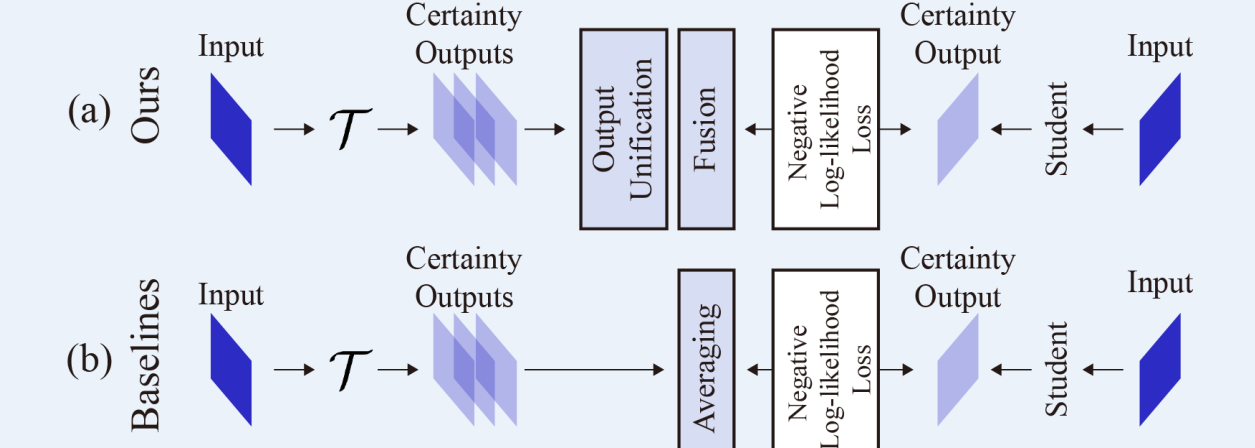 Certainty
Outputs
Certainty
Output
Input
Input
(a)
Ours
𝒯
Output
Unification
Fusion
Negative
Log-likelihood
Loss
Student
Certainty
Outputs
Certainty
Output
Input
Input
(b)
Baselines
𝒯
Averaging
Negative
Log-likelihood
Loss
Student